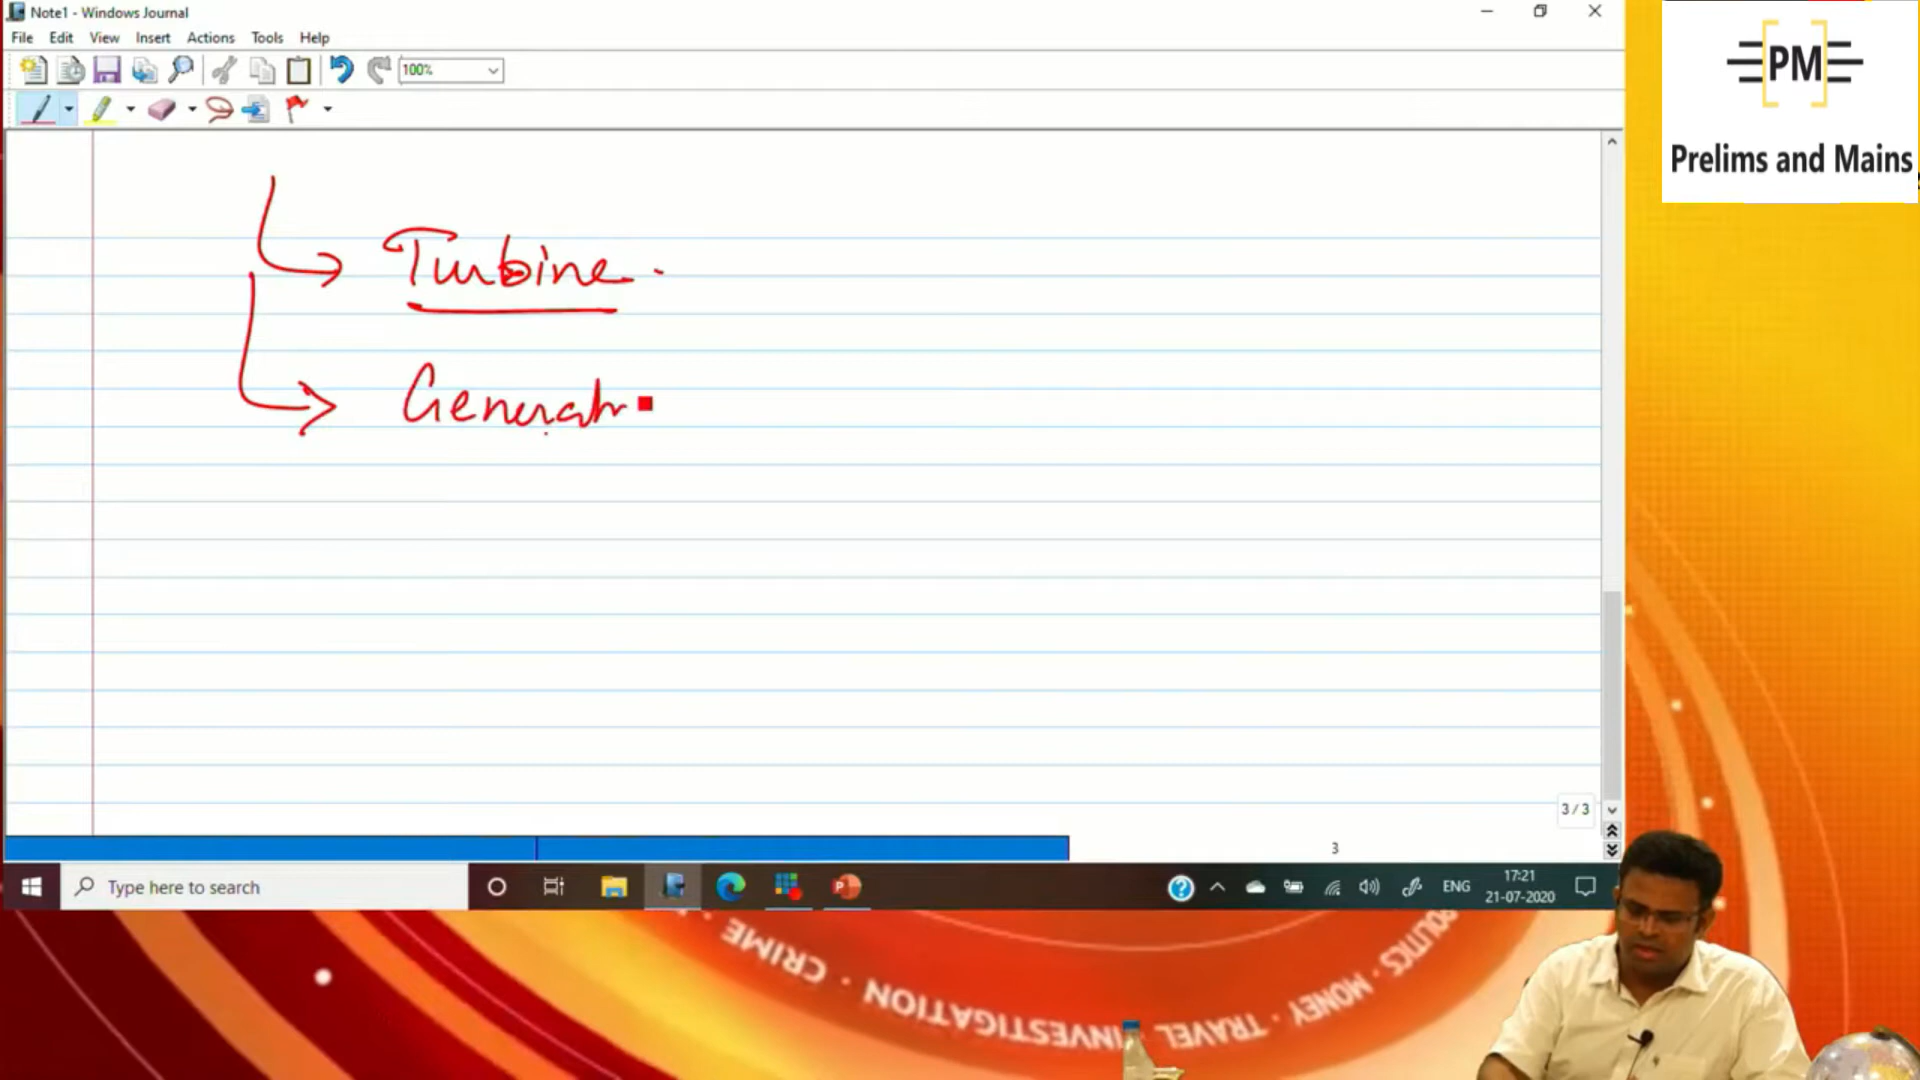 Note1 - Windows Journal
File Edit View Insert Actions Tools Help
100%
PM
Prelims and Mains
Turbine
Generat
3 / 3
3
Type here to search
ENG
17:21
21-07-2020
POLITICS · MONEY · TRAVEL · INVESTIGATION · CRIME